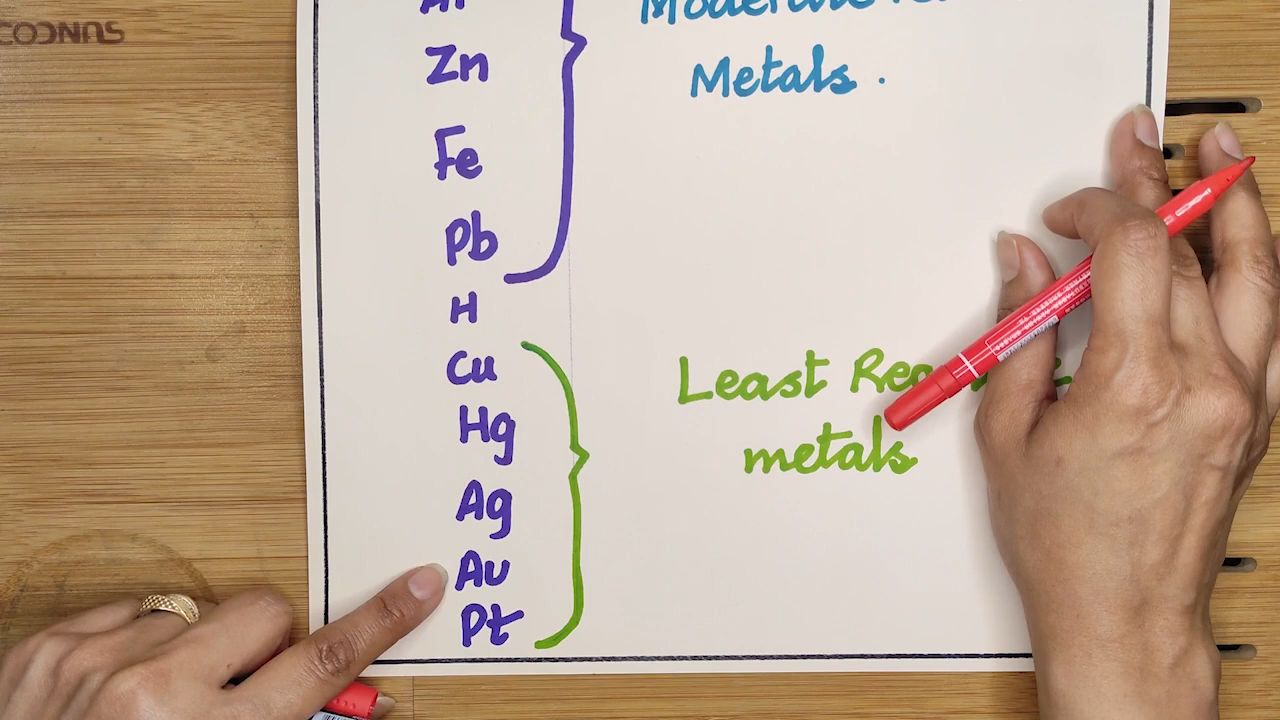 Zn
Metals .
Fe
Pb
H
Cu
Least
Hg
metals
Ag
Au
Pt